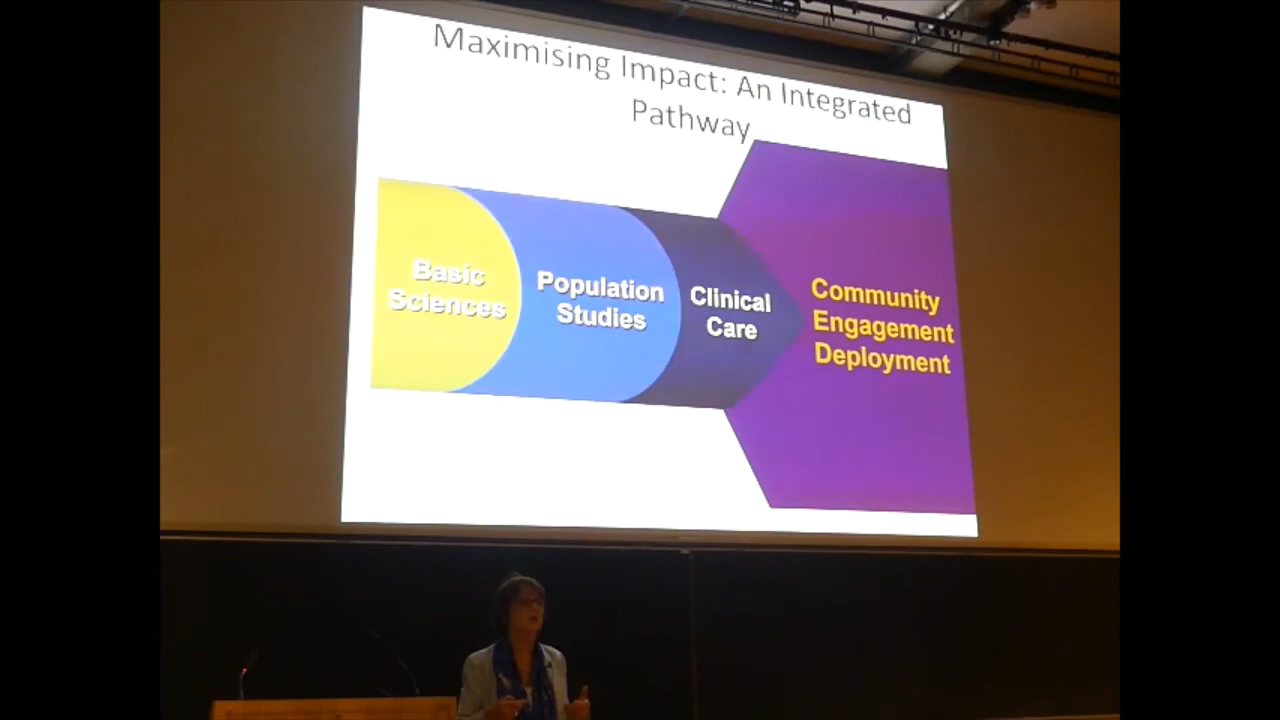 Maximising Impact: An Integrated
Pathway
Basic
Sciences
Population
Studies
Clinical
Care
Community
Engagement
Deployment